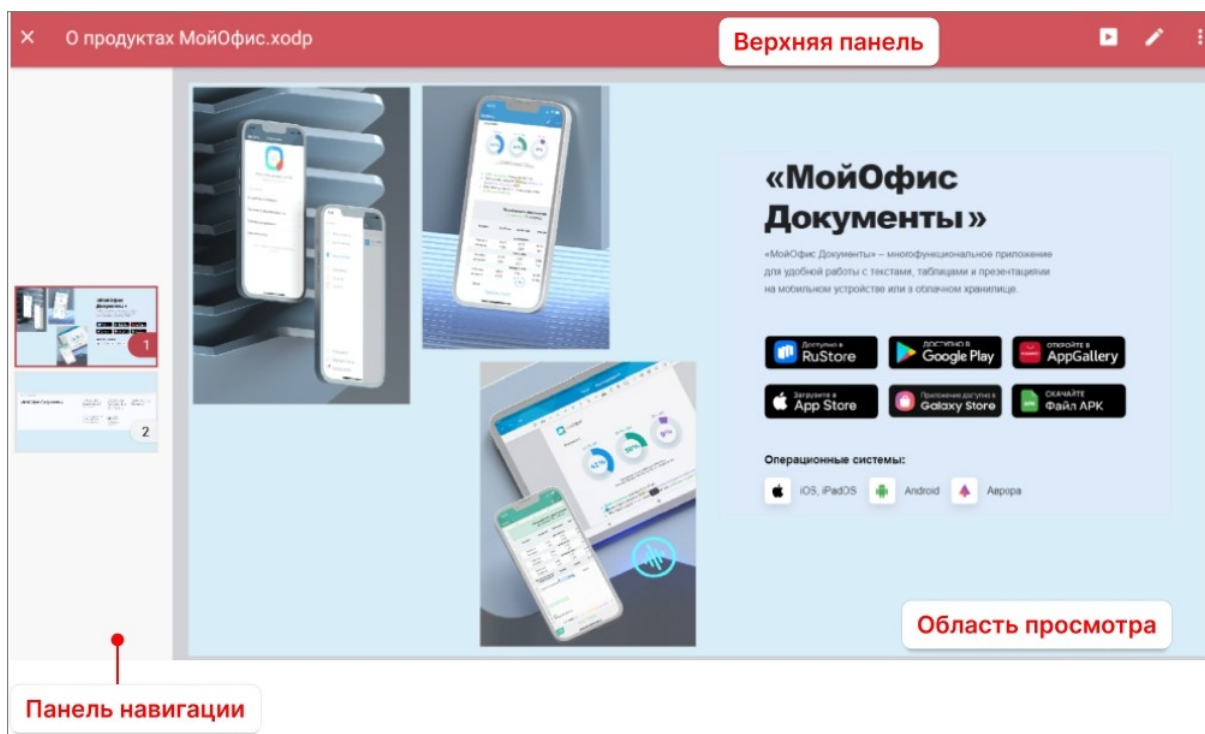 О продуктах МойОфис.xodp
Верхняя панель
«МойОфис
Документы»
«МойОфис Документы» – многофункциональное приложение
для удобной работы с текстами, таблицами и презентациями
на мобильном устройстве или в облачном хранилище.
Доступно в
RuStore
ДОСТУПНО В
Google Play
ОТКРОЙТЕ В
AppGallery
Загрузите в
App Store
Приложение доступно в
Galaxy Store
СКАЧАЙТЕ
Файл APK
Операционные системы:
iOS, iPadOS
Android
Аврора
1
2
Область просмотра
Панель навигации